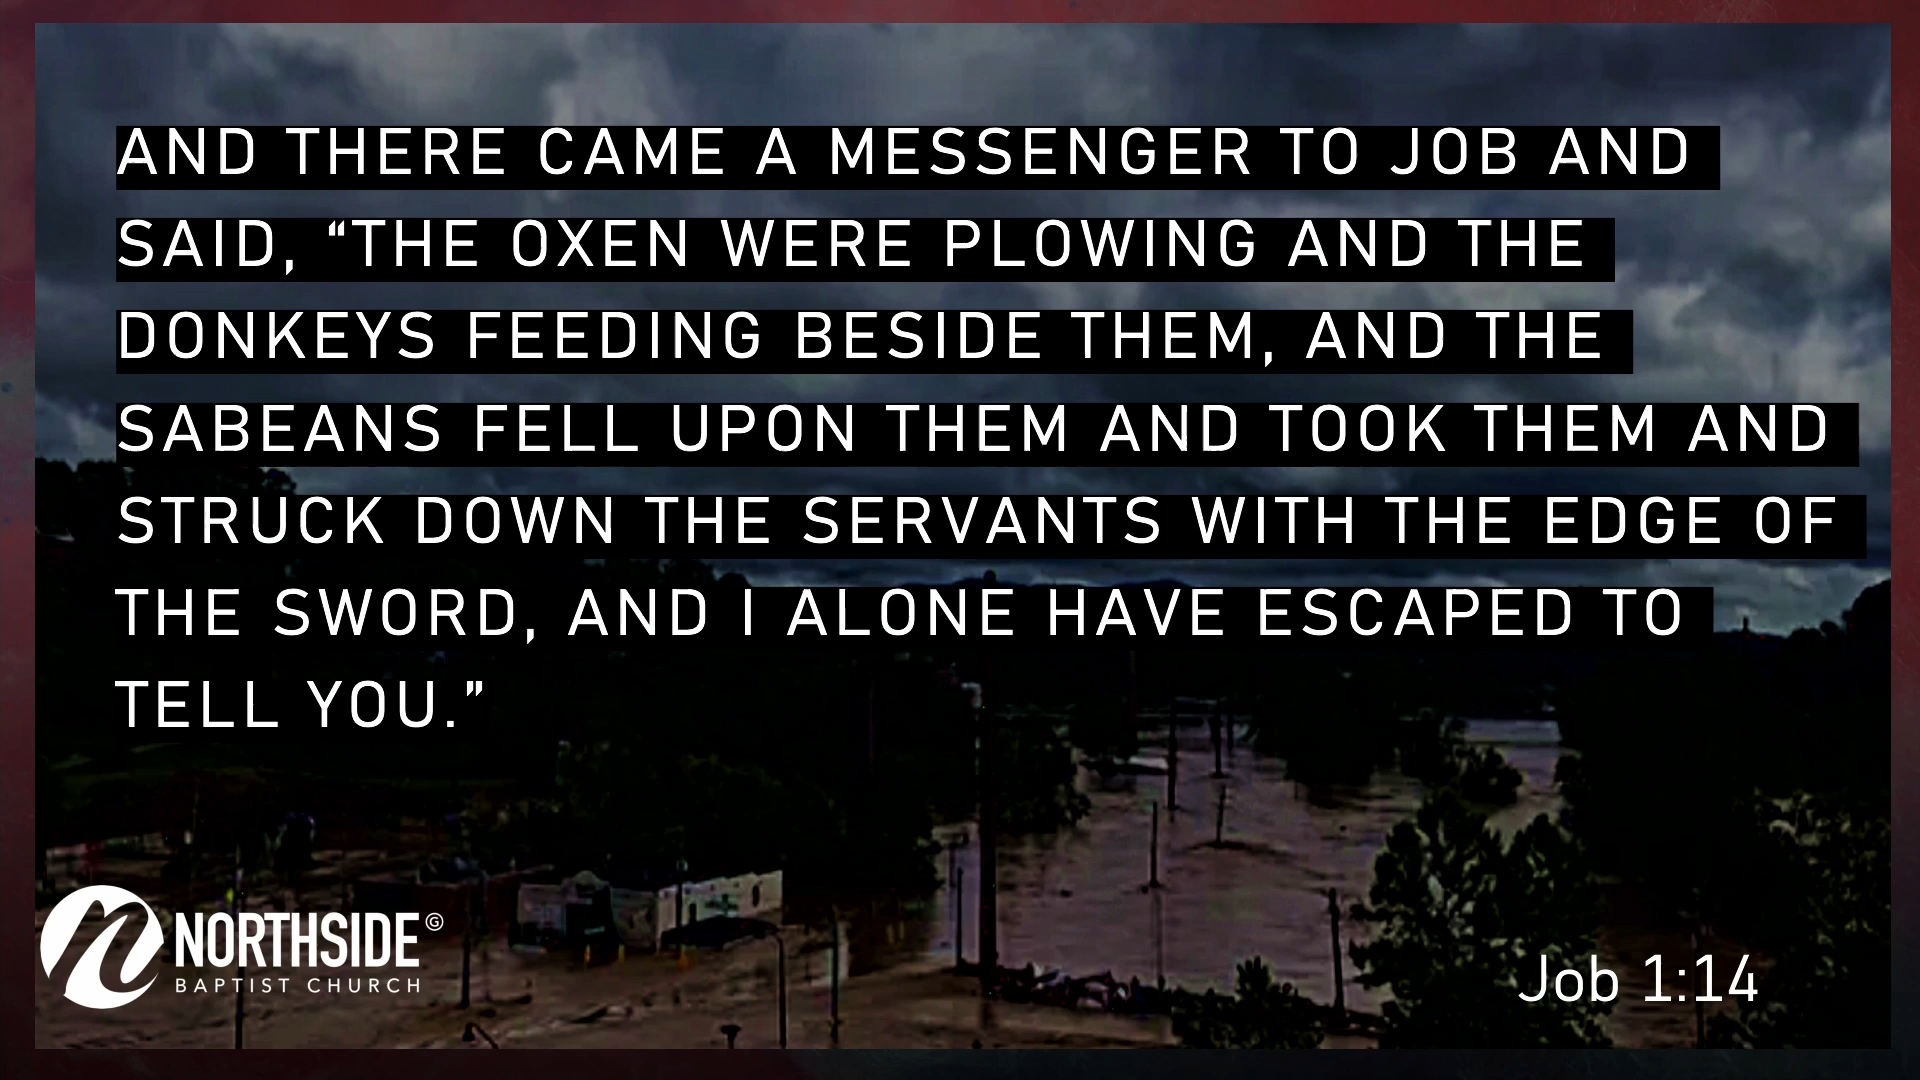 AND THERE CAME A MESSENGER TO JOB AND
SAID, “THE OXEN WERE PLOWING AND THE
DONKEYS FEEDING BESIDE THEM, AND THE
SABEANS FELL UPON THEM AND TOOK THEM AND
STRUCK DOWN THE SERVANTS WITH THE EDGE OF
THE SWORD, AND I ALONE HAVE ESCAPED TO
TELL YOU.”
NORTHSIDE G
BAPTIST CHURCH
Job 1:14